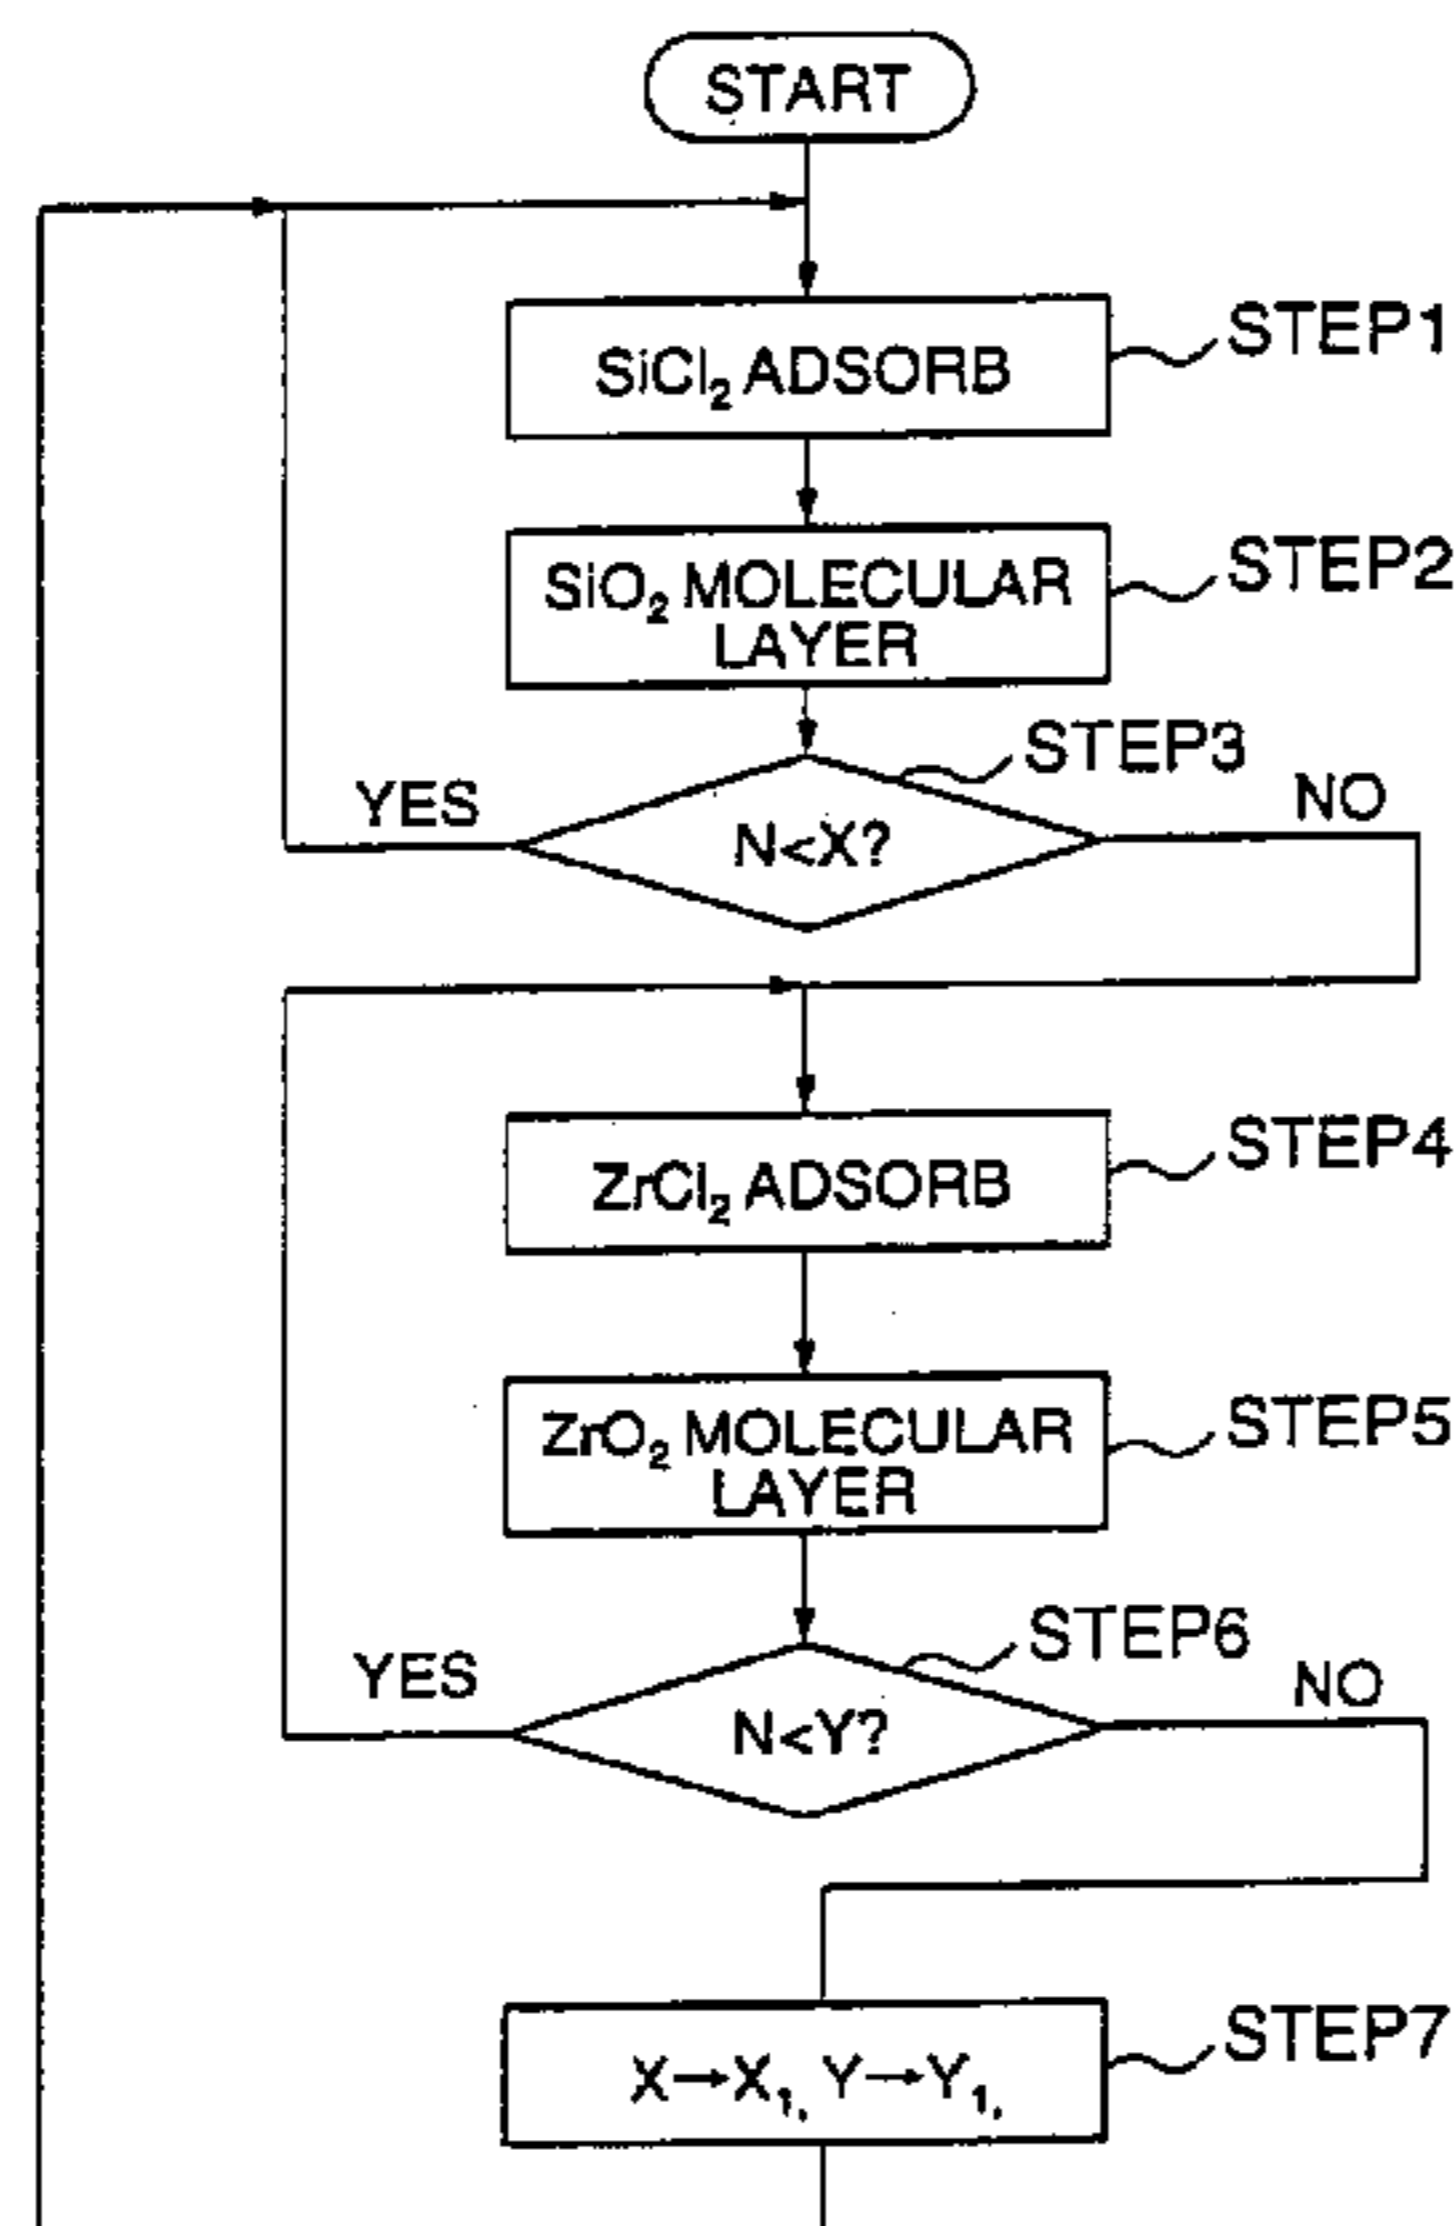 START
SiCl₂ ADSORB
STEP1
SiO₂ MOLECULAR
LAYER
STEP2
STEP3
YES
N<X?
NO
ZrCl₂ ADSORB
STEP4
ZrO₂ MOLECULAR
LAYER
STEP5
STEP6
YES
N<Y?
NO
X→X₁, Y→Y₁,
STEP7